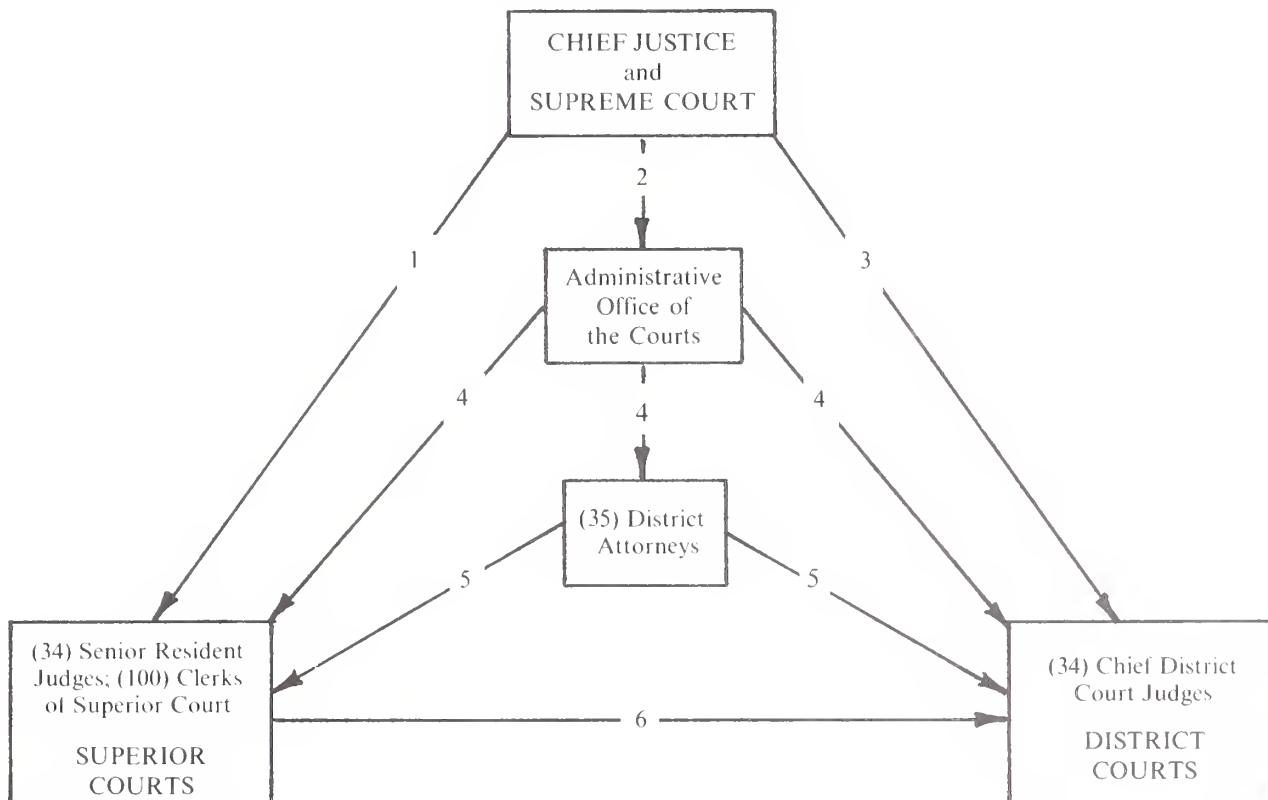 CHIEF JUSTICE
and
SUPREME COURT
2
1
3
Administrative
Office of
the Courts
4
4
4
(35) District
Attorneys
5
5
(34) Senior Resident
Judges; (100) Clerks
of Superior Court
SUPERIOR
COURTS
6
(34) Chief District
Court Judges
DISTRICT
COURTS